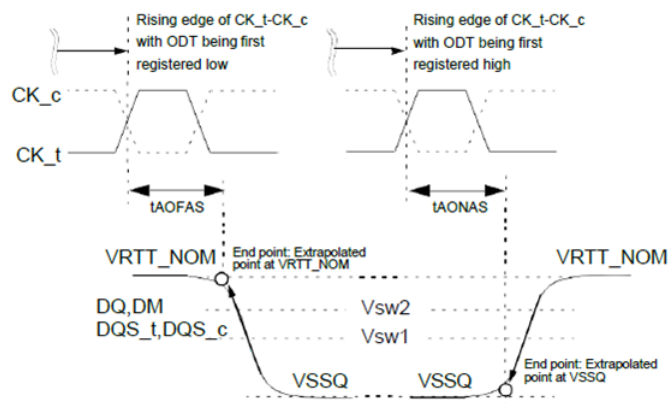 Rising edge of CK_t-CK_c
with ODT being first
registered low
Rising edge of CK_t-CK_c
with ODT being first
registered high
CK_c
CK_t
tAOFAS
tAONAS
VRTT_NOM
End point: Extrapolated
point at VRTT_NOM
VRTT_NOM
DQ,DM
DQS_t,DQS_c
Vsw2
Vsw1
VSSQ
VSSQ
End point: Extrapolated
point at VSSQ